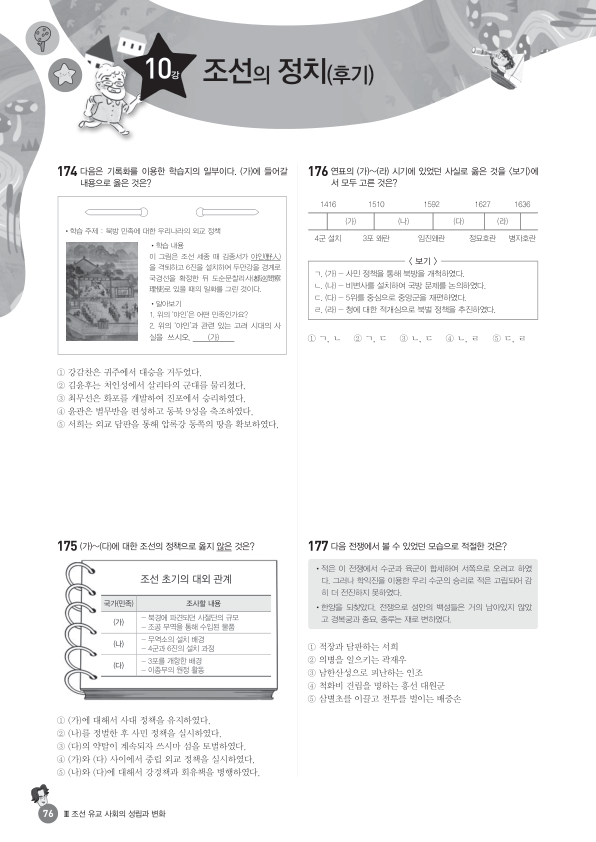 10강
조선의 정치(후기)
174 다음은 기록화를 이용한 학습지의 일부이다. (가)에 들어갈
내용으로 옳은 것은?
• 학습 주제 : 북방 민족에 대한 우리나라의 외교 정책
• 학습 내용
이 그림은 조선 세종 때 김종서가 야인(野人)
을 격퇴하고 6진을 설치하여 두만강을 경계로
국경선을 확정한 뒤 도순문찰리사(都巡問察
理使)로 있을 때의 일화를 그린 것이다.
• 알아보기
1. 위의 '야인'은 어떤 민족인가요?
2. 위의 '야인'과 관련 있는 고려 시대의 사
실을 쓰시오. (가)
① 강감찬은 귀주에서 대승을 거두었다.
② 김윤후는 처인성에서 살리타의 군대를 물리쳤다.
③ 최무선은 화포를 개발하여 진포에서 승리하였다.
④ 윤관은 별무반을 편성하고 동북 9성을 축조하였다.
⑤ 서희는 외교 담판을 통해 압록강 동쪽의 땅을 확보하였다.
175 (가)~(다)에 대한 조선의 정책으로 옳지 않은 것은?
조선 초기의 대외 관계
국가(민족) 조사할 내용
(가) – 북경에 파견되던 사절단의 규모
– 조공 무역을 통해 수입된 물품
(나) – 무역소의 설치 배경
– 4군과 6진의 설치 과정
(다) – 3포를 개항한 배경
– 이종무의 원정 활동
① (가)에 대해서 사대 정책을 유지하였다.
② (나)를 정벌한 후 사민 정책을 실시하였다.
③ (다)의 약탈이 계속되자 쓰시마 섬을 토벌하였다.
④ (가)와 (다) 사이에서 중립 외교 정책을 실시하였다.
⑤ (나)와 (다)에 대해서 강경책과 회유책을 병행하였다.
176 연표의 (가)~(라) 시기에 있었던 사실로 옳은 것을 〈보기〉에
서 모두 고른 것은?
1416 1510 1592 1627 1636
(가) (나) (다) (라)
4군 설치 3포 왜란 임진왜란 정묘호란 병자호란
〈 보기 〉
ㄱ. (가) - 사민 정책을 통해 북방을 개척하였다.
ㄴ. (나) - 비변사를 설치하여 국방 문제를 논의하였다.
ㄷ. (다) - 5위를 중심으로 중앙군을 재편하였다.
ㄹ. (라) - 청에 대한 적개심으로 북벌 정책을 추진하였다.
① ㄱ, ㄴ ② ㄱ, ㄷ ③ ㄴ, ㄷ ④ ㄴ, ㄹ ⑤ ㄷ, ㄹ
177 다음 전쟁에서 볼 수 있었던 모습으로 적절한 것은?
• 적은 이 전쟁에서 수군과 육군이 합세하여 서쪽으로 오려고 하였
다. 그러나 학익진을 이용한 우리 수군의 승리로 적은 고립되어 감
히 더 전진하지 못하였다.
• 한양을 되찾았다. 전쟁으로 성안의 백성들은 거의 남아있지 않았
고 경복궁과 종묘, 종루는 재로 변하였다.
① 적장과 담판하는 서희
② 의병을 일으키는 곽재우
③ 남한산성으로 피난하는 인조
④ 척화비 건립을 명하는 흥선 대원군
⑤ 삼별초를 이끌고 전투를 벌이는 배중손
76 Ⅲ 조선 유교 사회의 성립과 변화